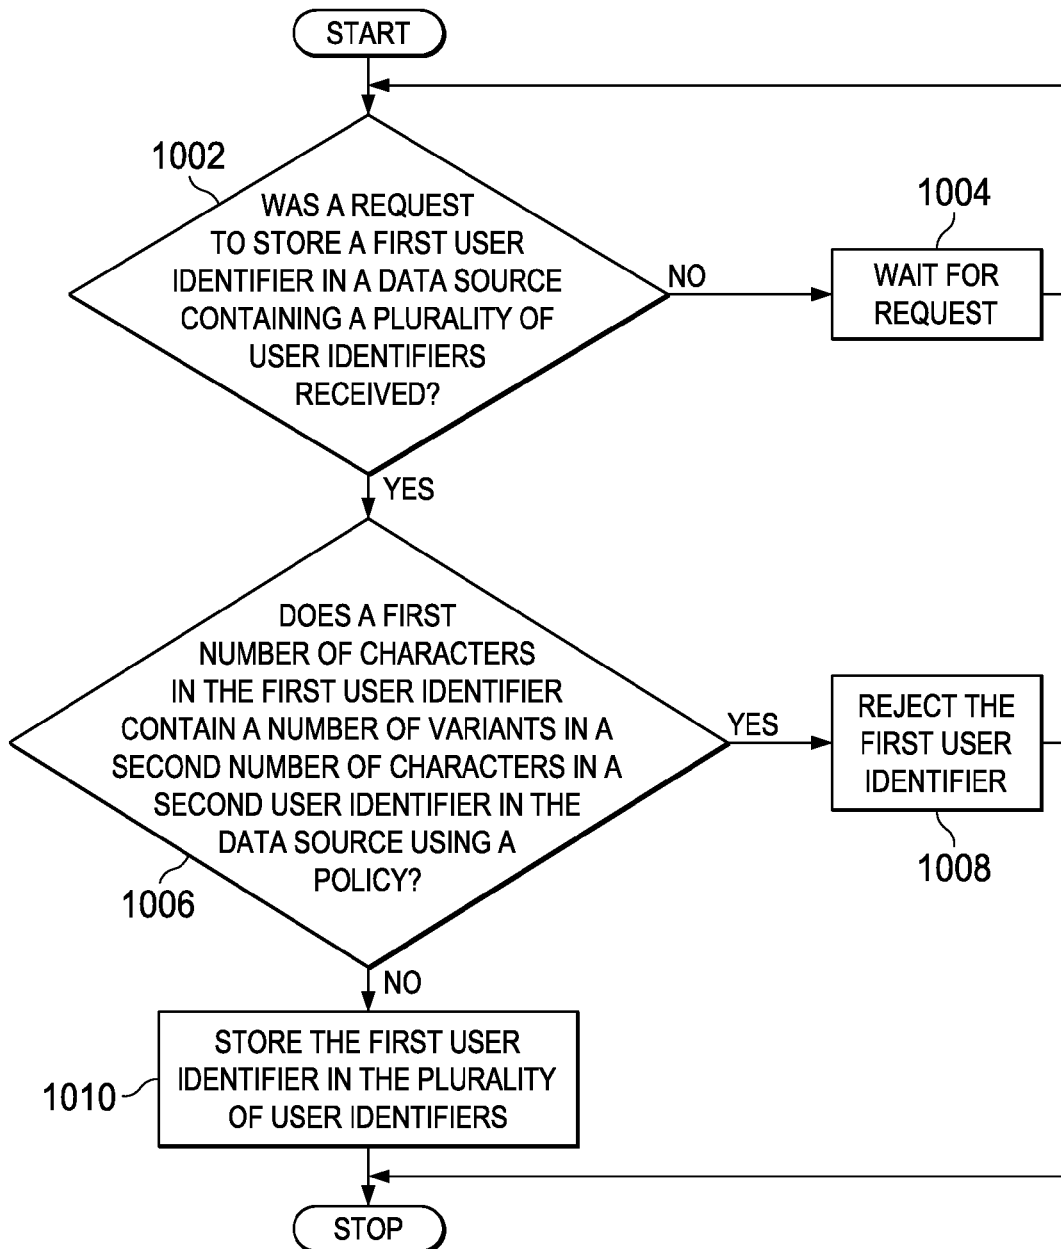 START
1002
WAS A REQUEST
TO STORE A FIRST USER
IDENTIFIER IN A DATA SOURCE
CONTAINING A PLURALITY OF
USER IDENTIFIERS
RECEIVED?
NO
1004
WAIT FOR
REQUEST
YES
DOES A FIRST
NUMBER OF CHARACTERS
IN THE FIRST USER IDENTIFIER
CONTAIN A NUMBER OF VARIANTS IN A
SECOND NUMBER OF CHARACTERS IN A
SECOND USER IDENTIFIER IN THE
DATA SOURCE USING A
POLICY?
1006
YES
REJECT THE
FIRST USER
IDENTIFIER
1008
NO
STORE THE FIRST USER
IDENTIFIER IN THE PLURALITY
OF USER IDENTIFIERS
1010
STOP